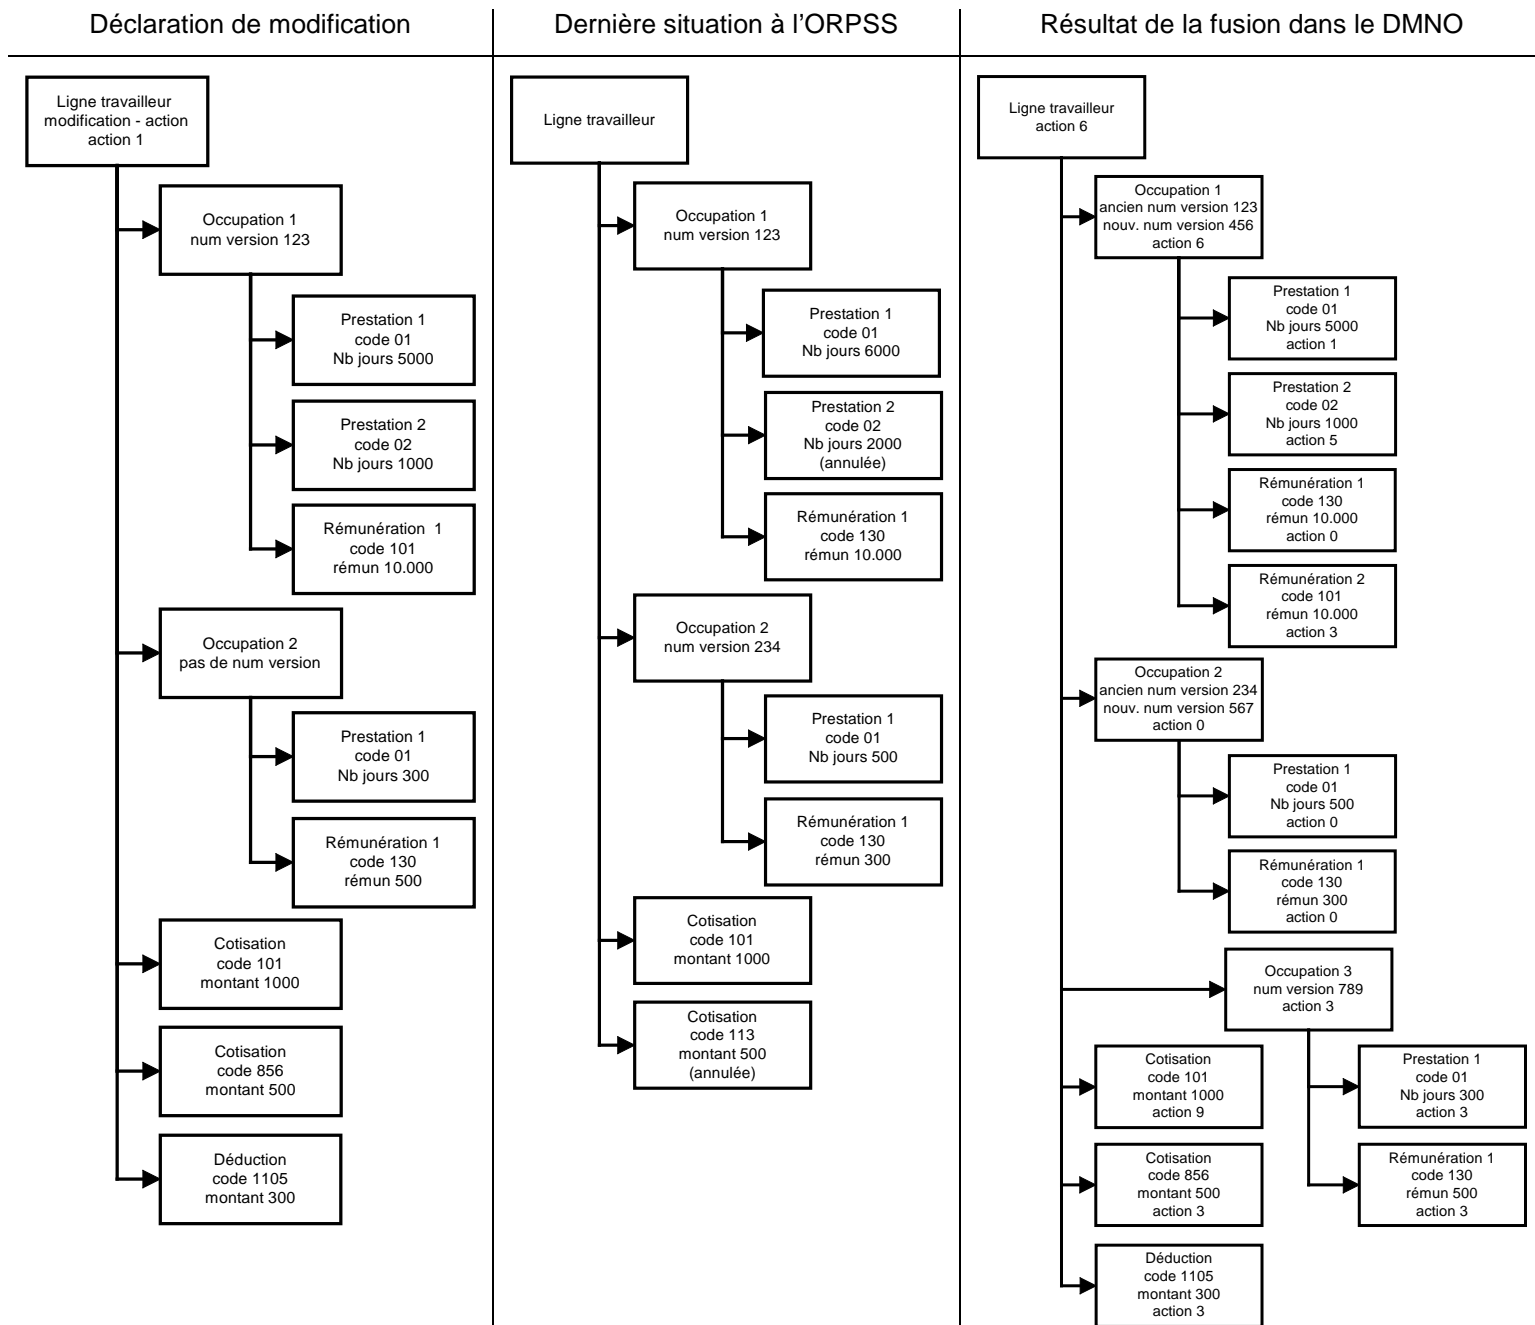 Déclaration de modification
Ligne travailleur
modification - action
action 1
Occupation 1
num version 123
Prestation 1
code 01
Nb jours 5000
Prestation 2
code 02
Nb jours 1000
Rémunération 1
code 101
rémun 10.000
Occupation 2
pas de num version
Prestation 1
code 01
Nb jours 300
Rémunération 1
code 130
rémun 500
Cotisation
code 101
montant 1000
Cotisation
code 856
montant 500
Déduction
code 1105
montant 300
Dernière situation à l'ORPSS
Ligne travailleur
Occupation 1
num version 123
Prestation 1
code 01
Nb jours 6000
Prestation 2
code 02
Nb jours 2000
(annulée)
Rémunération 1
code 130
rémun 10.000
Occupation 2
num version 234
Prestation 1
code 01
Nb jours 500
Rémunération 1
code 130
rémun 300
Cotisation
code 101
montant 1000
Cotisation
code 113
montant 500
(annulée)
Résultat de la fusion dans le DMNO
Ligne travailleur
action 6
Occupation 1
ancien num version 123
nouv. num version 456
action 6
Prestation 1
code 01
Nb jours 5000
action 1
Prestation 2
code 02
Nb jours 1000
action 5
Rémunération 1
code 130
rémun 10.000
action 0
Rémunération 2
code 101
rémun 10.000
action 3
Occupation 2
ancien num version 234
nouv. num version 567
action 0
Prestation 1
code 01
Nb jours 500
action 0
Rémunération 1
code 130
rémun 300
action 0
Occupation 3
num version 789
action 3
Prestation 1
code 01
Nb jours 300
action 3
Rémunération 1
code 130
rémun 500
action 3
Cotisation
code 101
montant 1000
action 9
Cotisation
code 856
montant 500
action 3
Déduction
code 1105
montant 300
action 3